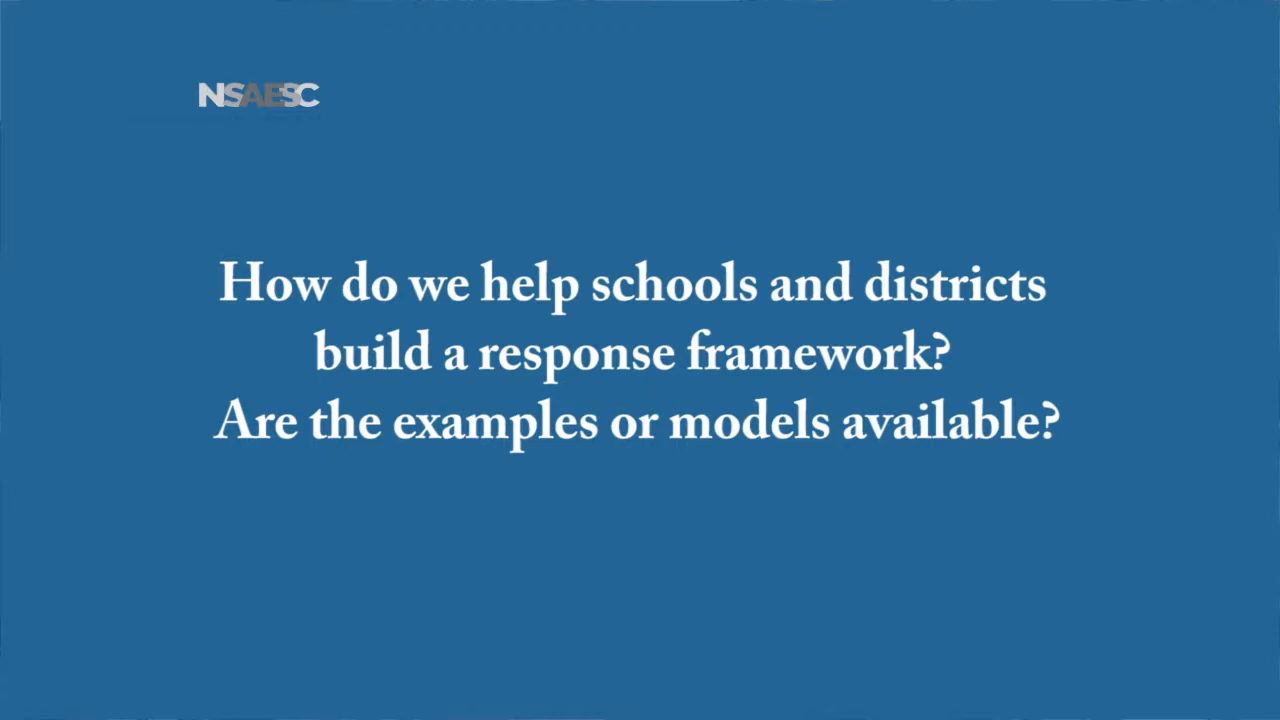 NSAESC
How do we help schools and districts
build a response framework?
Are the examples or models available?